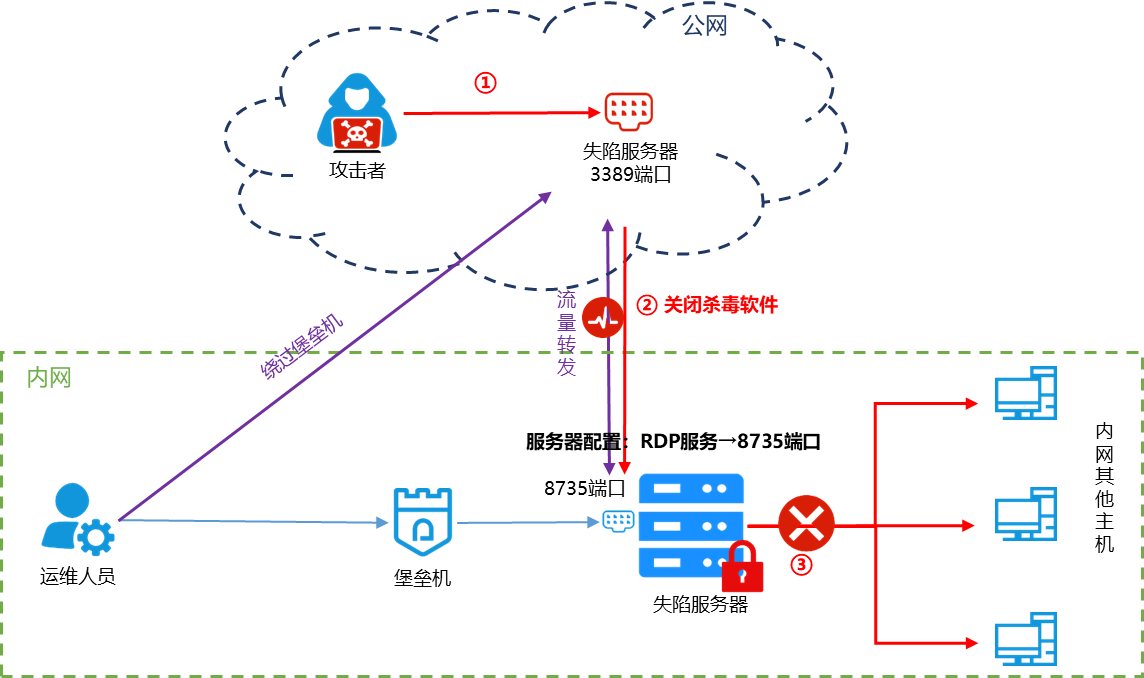 公网
①
攻击者
失陷服务器
3389端口
绕过堡垒机
流量转发
② 关闭杀毒软件
内网
服务器配置：RDP服务→8735端口
8735端口
运维人员
堡垒机
失陷服务器
③
内网其他主机